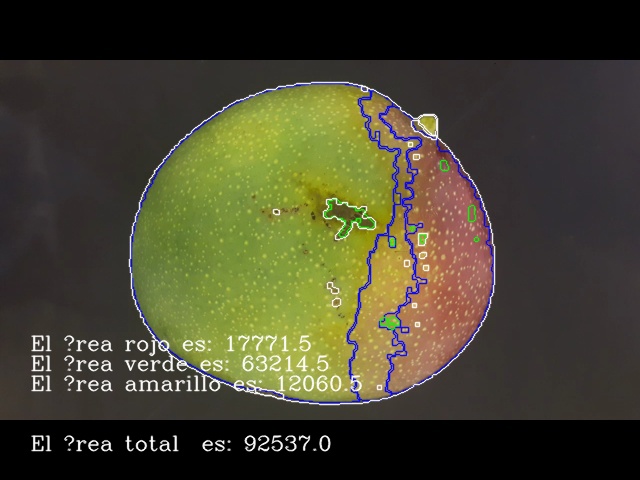 El ?rea rojo es: 17771.5
El ?rea verde es: 63214.5
El ?rea amarillo es: 12060.5
El ?rea total es: 92537.0